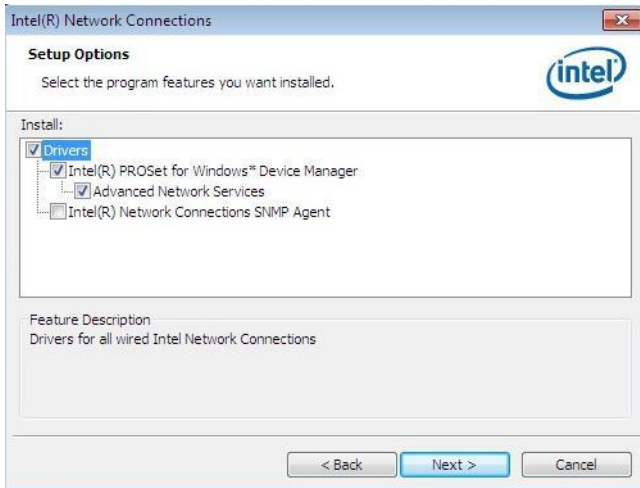 Intel(R) Network Connections
Setup Options
Select the program features you want installed.
intel
Install:
Drivers
Intel(R) PROSet for Windows* Device Manager
Advanced Network Services
Intel(R) Network Connections SNMP Agent
Feature Description
Drivers for all wired Intel Network Connections
< Back Next > Cancel